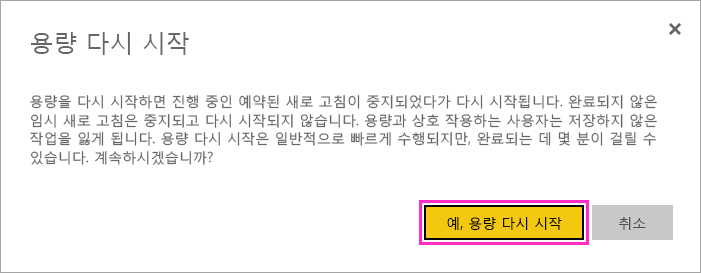 용량 다시 시작
용량을 다시 시작하면 진행 중인 예약된 새로 고침이 중지되었다가 다시 시작됩니다. 완료되지 않은
임시 새로 고침은 중지되고 다시 시작되지 않습니다. 용량과 상호 작용하는 사용자는 저장하지 않은
작업을 잃게 됩니다. 용량 다시 시작은 일반적으로 빠르게 수행되지만, 완료되는 데 몇 분이 걸릴 수
있습니다. 계속하시겠습니까?
예, 용량 다시 시작
취소